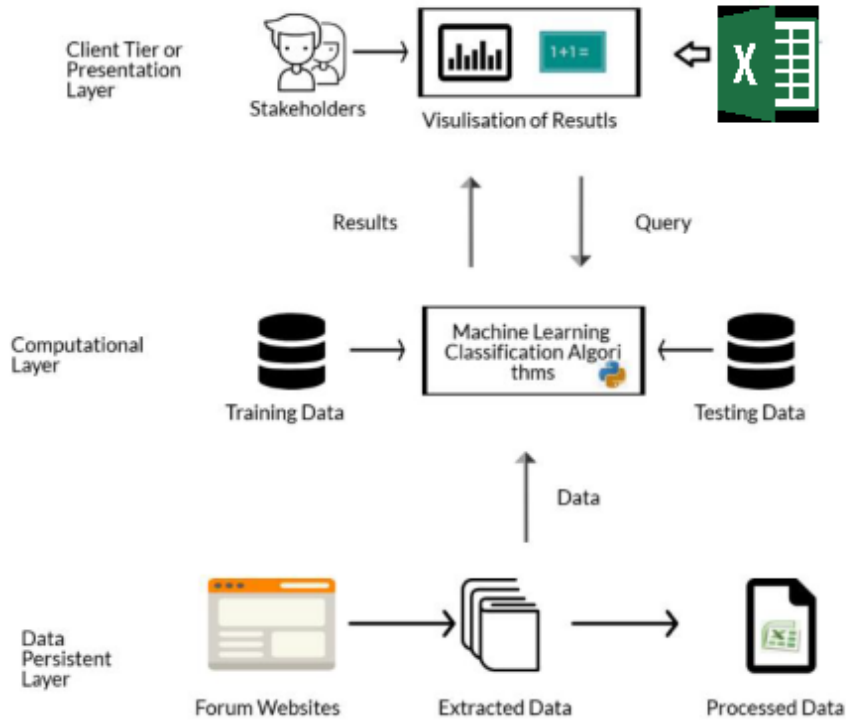 Client Tier or
Presentation
Layer
Stakeholders
1+1=
X
Visulisation of Resutls
Results
Query
Computational
Layer
Machine Learning
Classification Algori
thms
Training Data
Testing Data
Data
Data
Persistent
Layer
X
Forum Websites
Extracted Data
Processed Data